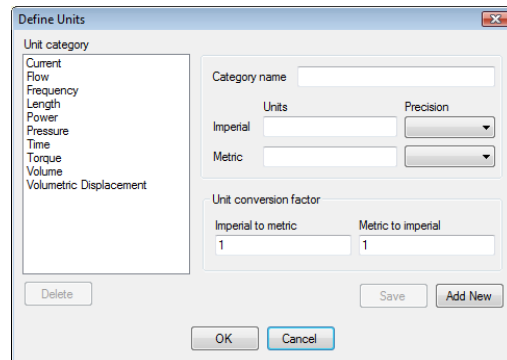 Define Units
Unit category
Current
Flow
Frequency
Length
Power
Pressure
Time
Torque
Volume
Volumetric Displacement
Category name
Units Precision
Imperial
Metric
Unit conversion factor
Imperial to metric Metric to imperial
1 1
Delete Save Add New
OK Cancel